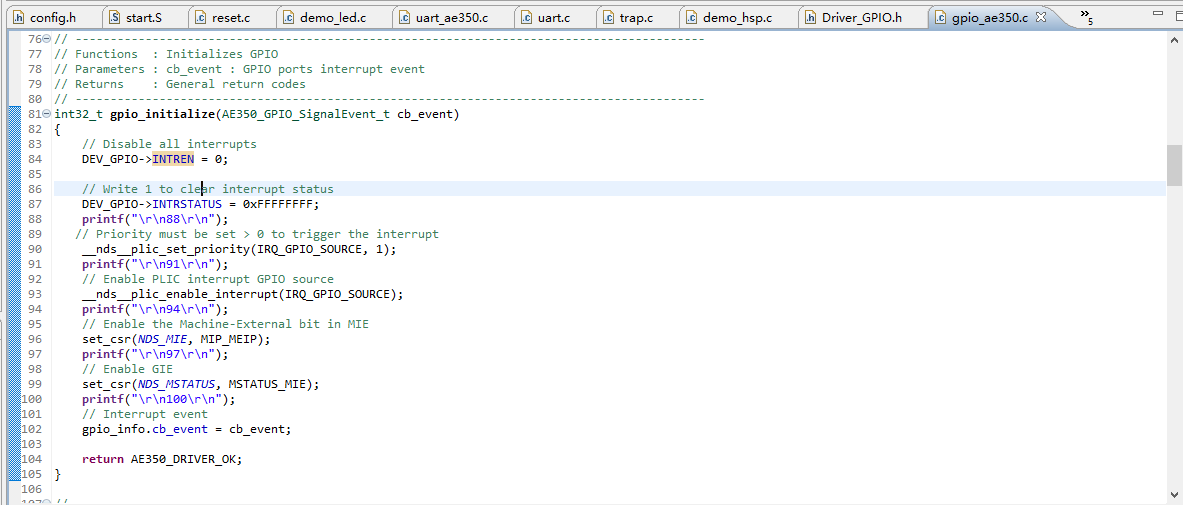 config.h start.S reset.c demo_led.c uart_ae350.c uart.c trap.c demo_hsp.c Driver_GPIO.h gpio_ae350.c »5
76 // ---------------------------------------------------------------------------------------------
77 // Functions  : Initializes GPIO
78 // Parameters : cb_event : GPIO ports interrupt event
79 // Returns    : General return codes
80 // ---------------------------------------------------------------------------------------------
81 int32_t gpio_initialize(AE350_GPIO_SignalEvent_t cb_event)
82 {
83     // Disable all interrupts
84     DEV_GPIO->INTREN = 0;
85
86     // Write 1 to clear interrupt status
87     DEV_GPIO->INTRSTATUS = 0xFFFFFFFF;
88     printf("\r\n88\r\n");
89    // Priority must be set > 0 to trigger the interrupt
90     __nds__plic_set_priority(IRQ_GPIO_SOURCE, 1);
91     printf("\r\n91\r\n");
92     // Enable PLIC interrupt GPIO source
93     __nds__plic_enable_interrupt(IRQ_GPIO_SOURCE);
94     printf("\r\n94\r\n");
95     // Enable the Machine-External bit in MIE
96     set_csr(NDS_MIE, MIP_MEIP);
97     printf("\r\n97\r\n");
98     // Enable GIE
99     set_csr(NDS_MSTATUS, MSTATUS_MIE);
100     printf("\r\n100\r\n");
101     // Interrupt event
102     gpio_info.cb_event = cb_event;
103
104     return AE350_DRIVER_OK;
105 }
106
107 //